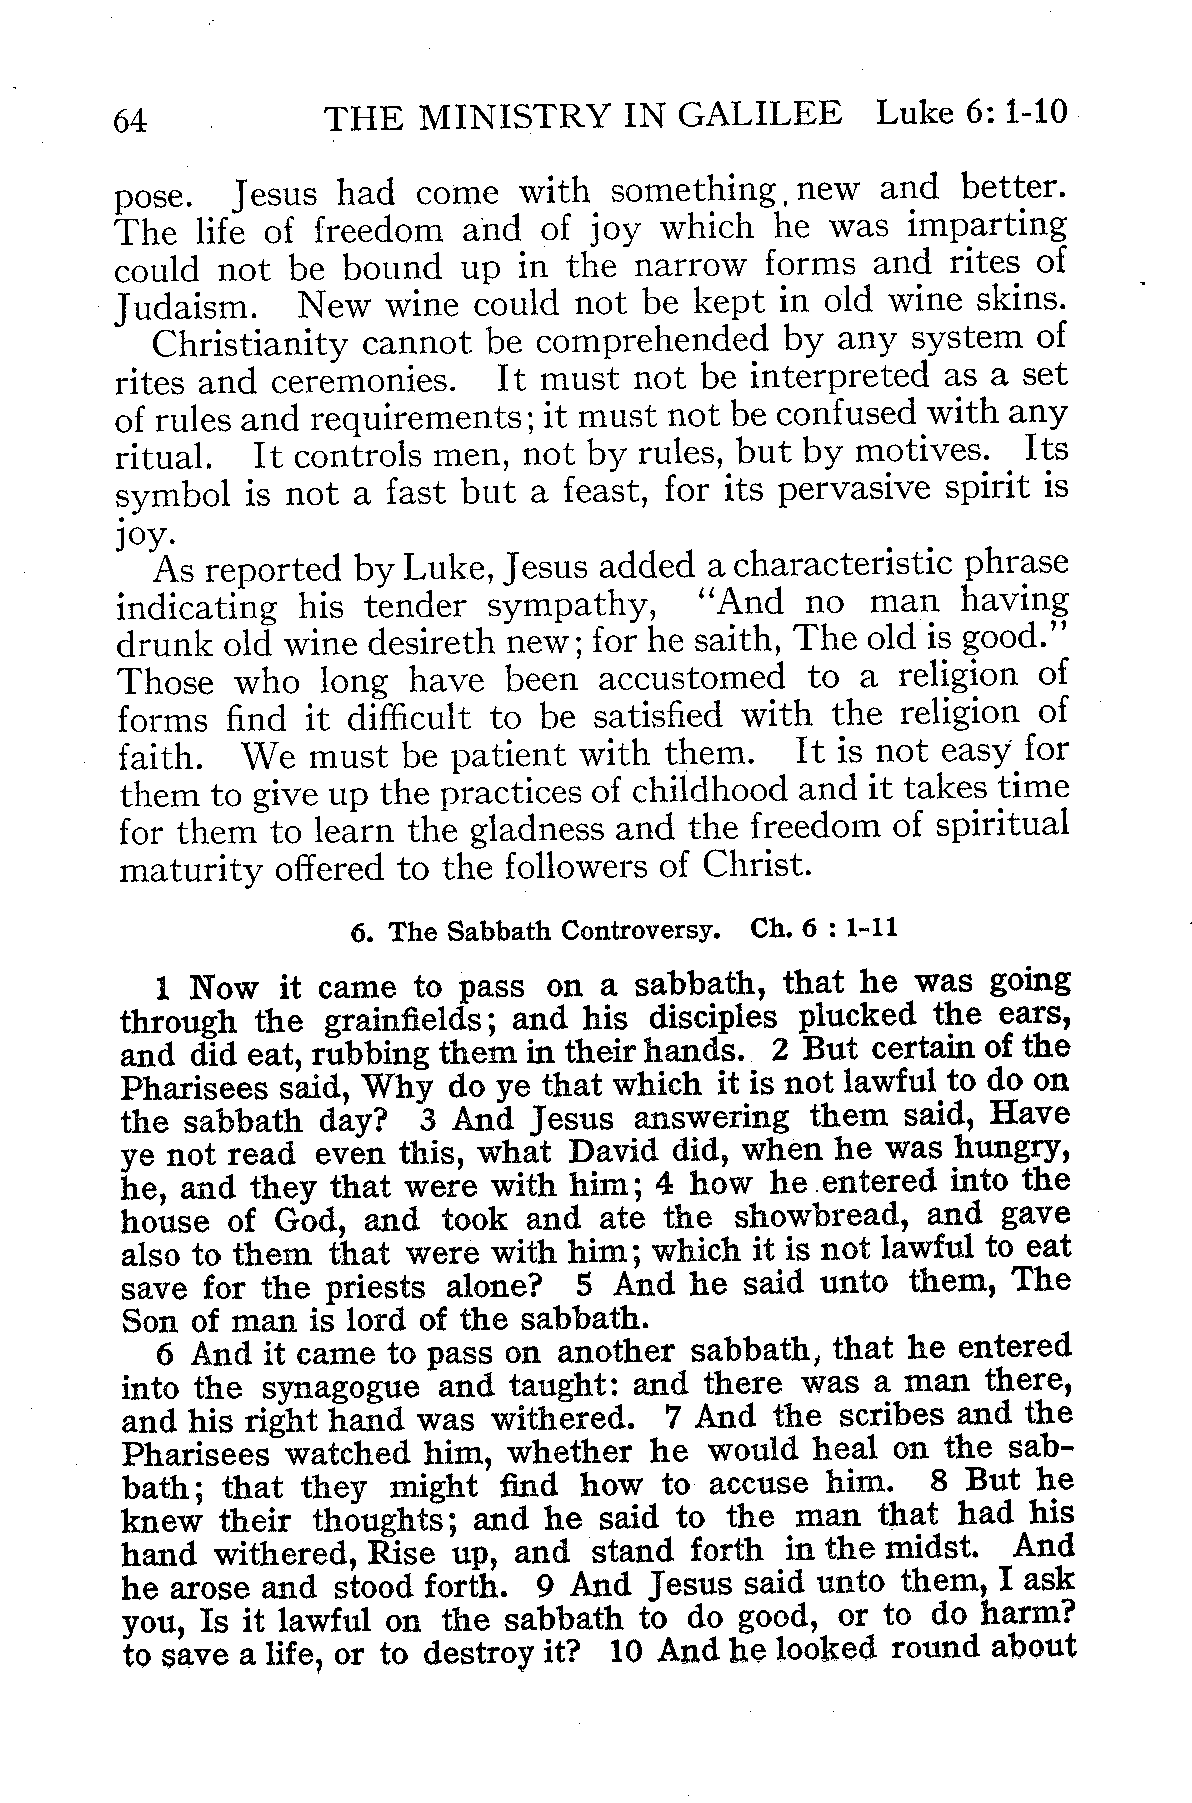 64 THE MINISTRY IN GALILEE Luke 6: 1-10
pose. Jesus had come with something new and better.
The life of freedom and of joy which he was imparting
could not be bound up in the narrow forms and rites of
Judaism. New wine could not be kept in old wine skins.
Christianity cannot be comprehended by any system of
rites and ceremonies. It must not be interpreted as a set
of rules and requirements; it must not be confused with any
ritual. It controls men, not by rules, but by motives. Its
symbol is not a fast but a feast, for its pervasive spirit is
joy.
As reported by Luke, Jesus added a characteristic phrase
indicating his tender sympathy, "And no man having
drunk old wine desireth new; for he saith, The old is good."
Those who long have been accustomed to a religion of
forms find it difficult to be satisfied with the religion of
faith. We must be patient with them. It is not easy for
them to give up the practices of childhood and it takes time
for them to learn the gladness and the freedom of spiritual
maturity offered to the followers of Christ.
6. The Sabbath Controversy. Ch. 6 : 1-11
1 Now it came to pass on a sabbath, that he was going
through the grainfields; and his disciples plucked the ears,
and did eat, rubbing them in their hands. 2 But certain of the
Pharisees said, Why do ye that which it is not lawful to do on
the sabbath day? 3 And Jesus answering them said, Have
ye not read even this, what David did, when he was hungry,
he, and they that were with him; 4 how he entered into the
house of God, and took and ate the showbread, and gave
also to them that were with him; which it is not lawful to eat
save for the priests alone? 5 And he said unto them, The
Son of man is lord of the sabbath.
6 And it came to pass on another sabbath, that he entered
into the synagogue and taught: and there was a man there,
and his right hand was withered. 7 And the scribes and the
Pharisees watched him, whether he would heal on the sab-
bath; that they might find how to accuse him. 8 But he
knew their thoughts; and he said to the man that had his
hand withered, Rise up, and stand forth in the midst. And
he arose and stood forth. 9 And Jesus said unto them, I ask
you, Is it lawful on the sabbath to do good, or to do harm?
to save a life, or to destroy it? 10 And he looked round about